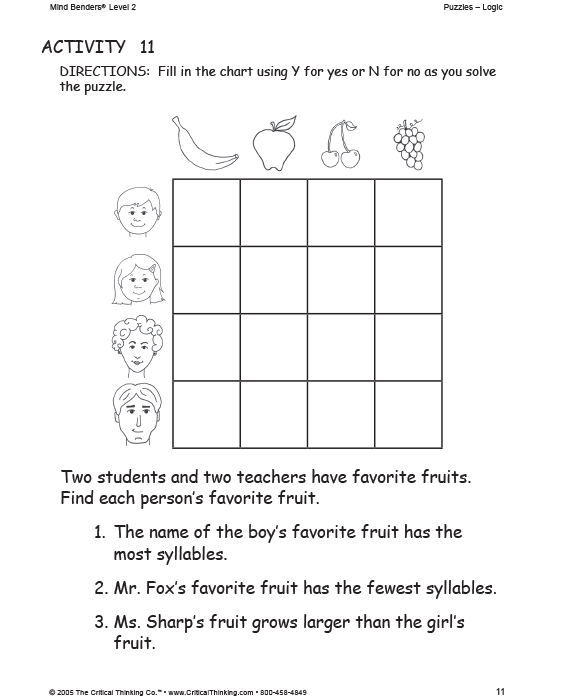 Mind Benders® Level 2
Puzzles – Logic
ACTIVITY 11
DIRECTIONS: Fill in the chart using Y for yes or N for no as you solve
the puzzle.
Two students and two teachers have favorite fruits.
Find each person's favorite fruit.
1. The name of the boy's favorite fruit has the
most syllables.
2. Mr. Fox's favorite fruit has the fewest syllables.
3. Ms. Sharp's fruit grows larger than the girl's
fruit.
© 2005 The Critical Thinking Co.™ • www.CriticalThinking.com • 800-458-4849
11